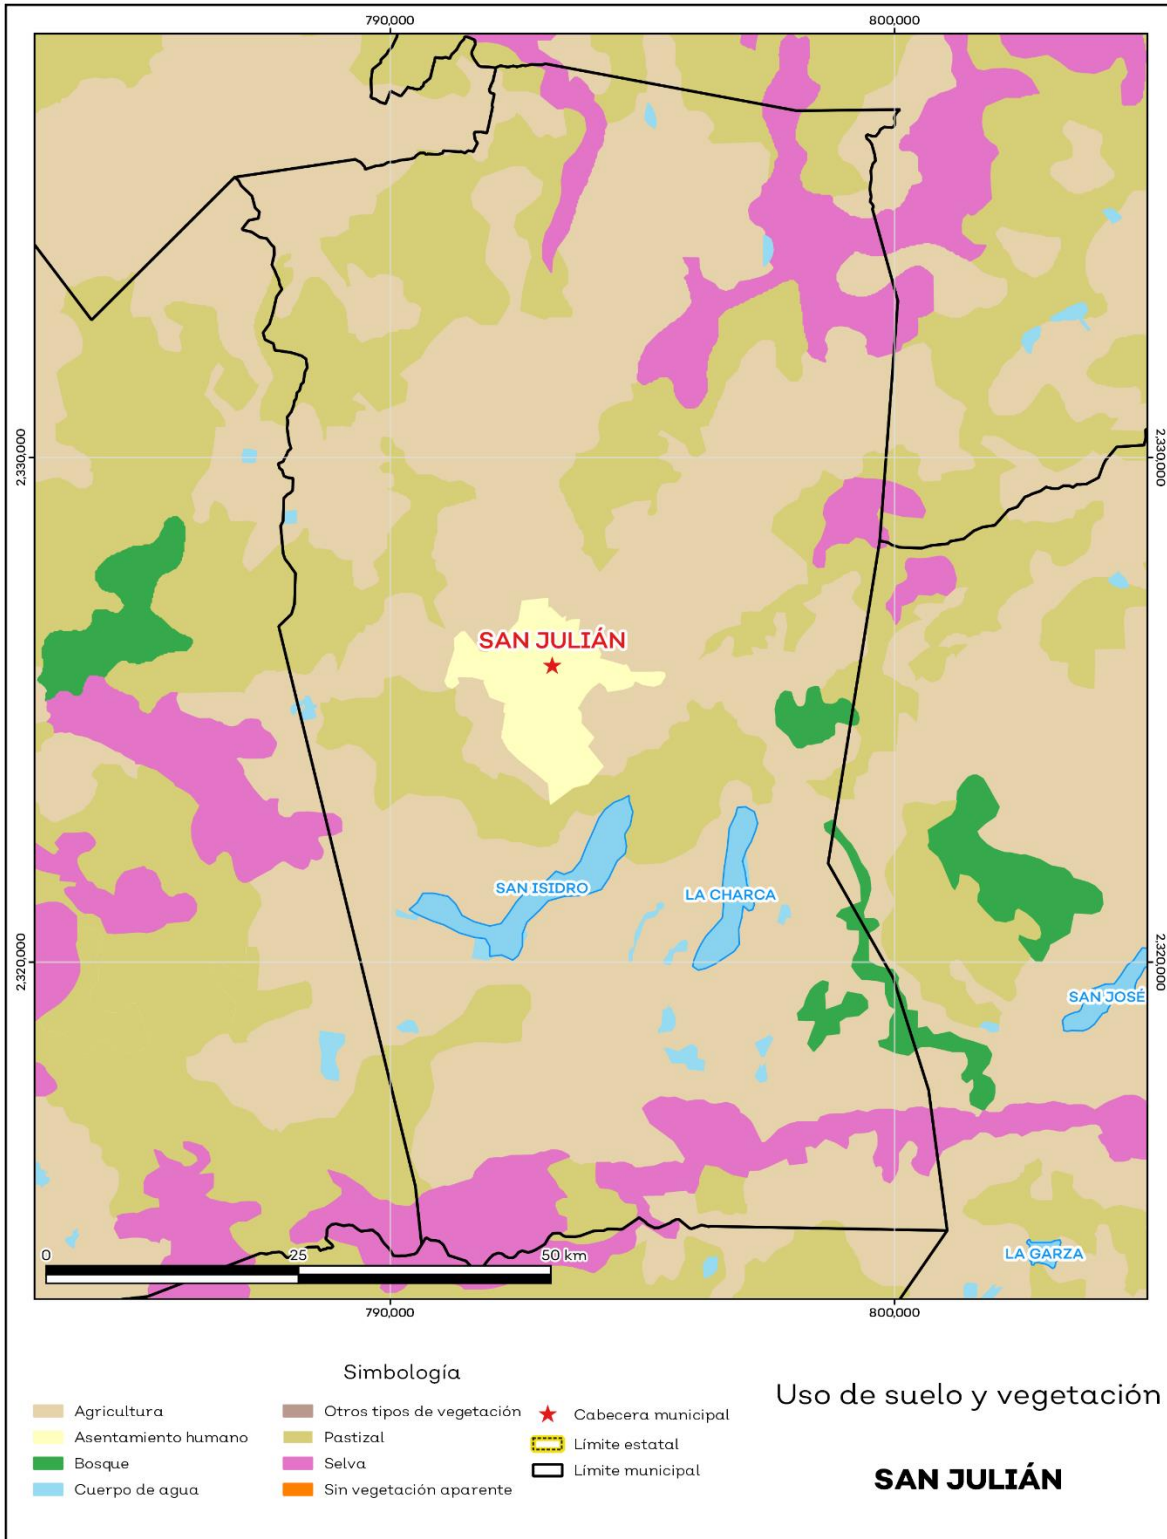 790,000
800,000
2,330,000
2,330,000
SAN JULIÁN
SAN ISIDRO
LA CHARCA
2,320,000
2,320,000
SAN JOSÉ
LA GARZA
0
25
50 km
790,000
800,000
Simbología
Agricultura
Asentamiento humano
Bosque
Cuerpo de agua
Otros tipos de vegetación
Pastizal
Selva
Sin vegetación aparente
Cabecera municipal
Límite estatal
Límite municipal
Uso de suelo y vegetación
SAN JULIÁN